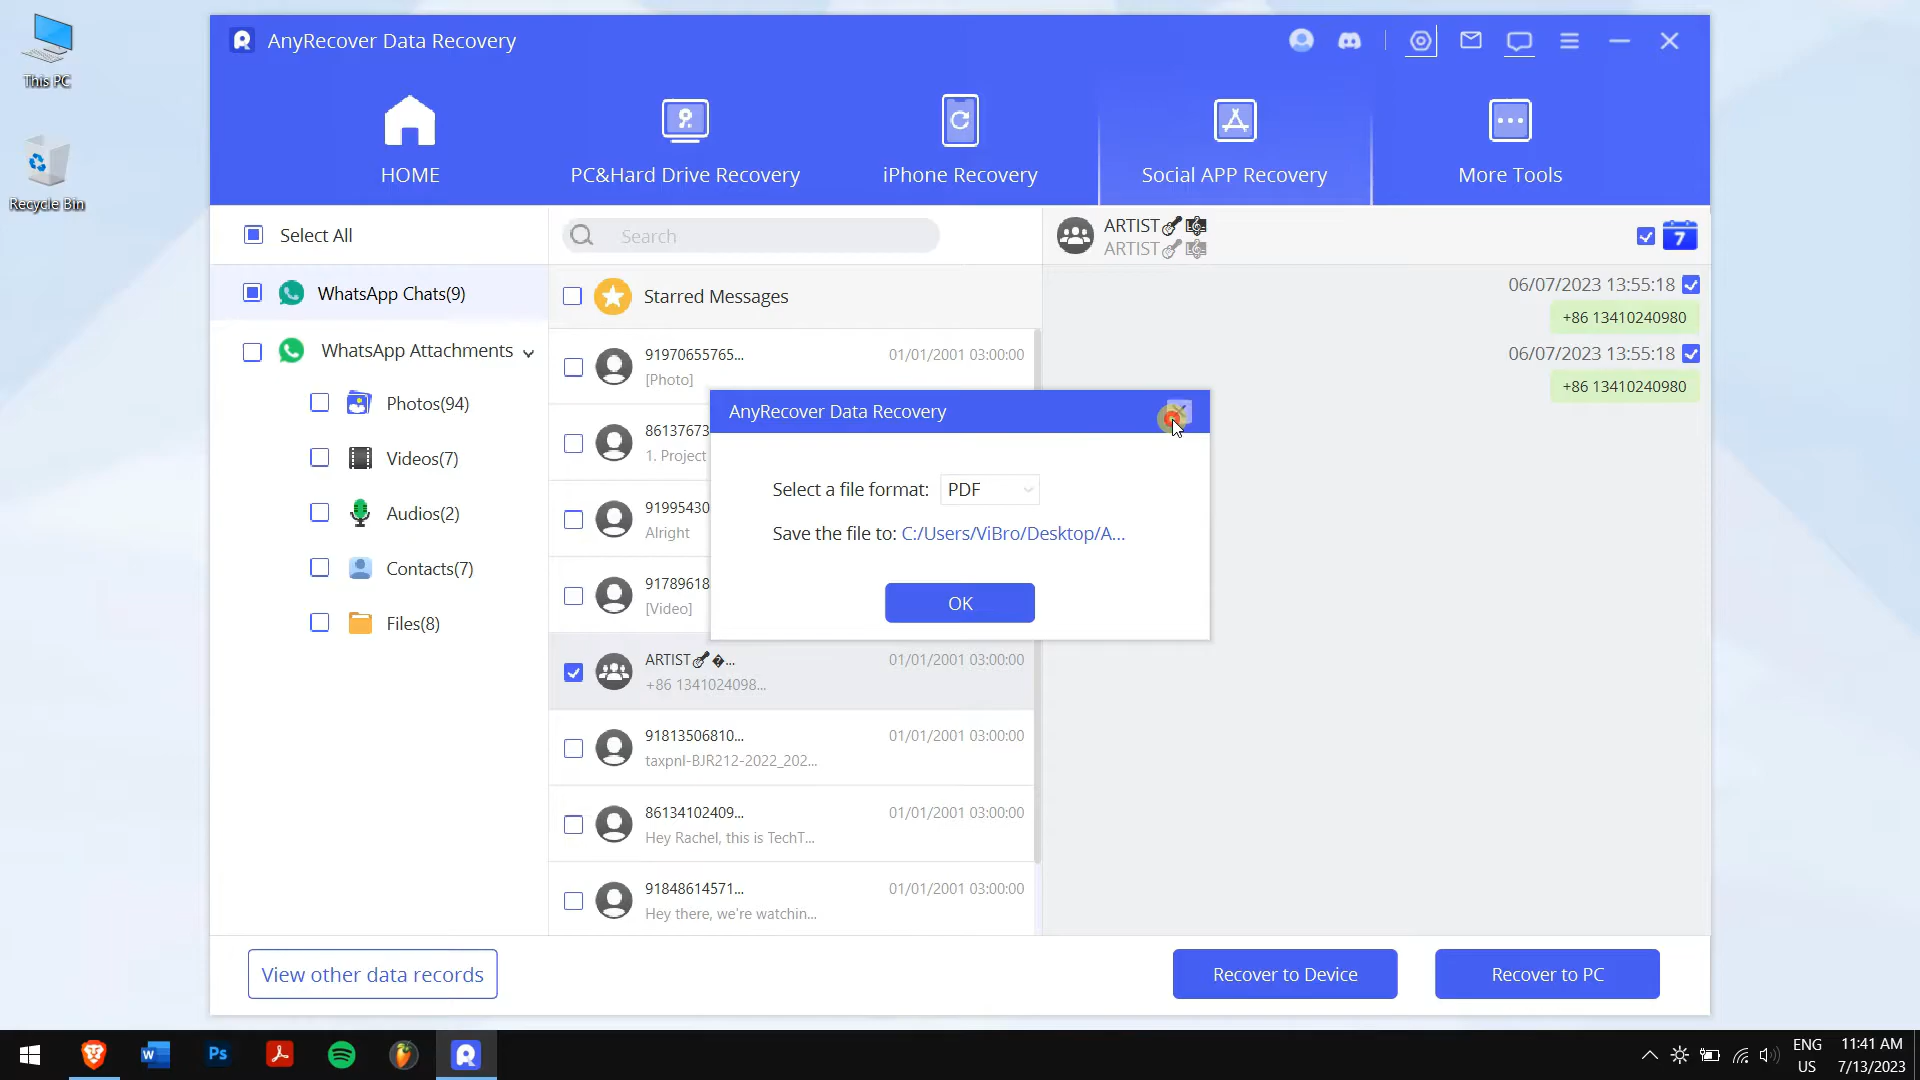 This PC
Recycle Bin
AnyRecover Data Recovery
HOME
PC&Hard Drive Recovery
iPhone Recovery
Social APP Recovery
More Tools
Select All
WhatsApp Chats(9)
WhatsApp Attachments
Photos(94)
Videos(7)
Audios(2)
Contacts(7)
Files(8)
Search
Starred Messages
91970655765... 01/01/2001 03:00:00
[Photo]
86137673
1. Project
91995430
Alright
91789618
[Video]
ARTIST🎸�... 01/01/2001 03:00:00
+86 1341024098...
91813506810... 01/01/2001 03:00:00
taxpnl-BJR212-2022_202...
86134102409... 01/01/2001 03:00:00
Hey Rachel, this is TechT...
91848614571... 01/01/2001 03:00:00
Hey there, we're watchin...
ARTIST🎸🎼
ARTIST🎸🎼
7
06/07/2023 13:55:18
+86 13410240980
06/07/2023 13:55:18
+86 13410240980
AnyRecover Data Recovery
Select a file format: PDF
Save the file to: C:/Users/ViBro/Desktop/A...
OK
View other data records
Recover to Device
Recover to PC
Ps
ENG
US
11:41 AM
7/13/2023